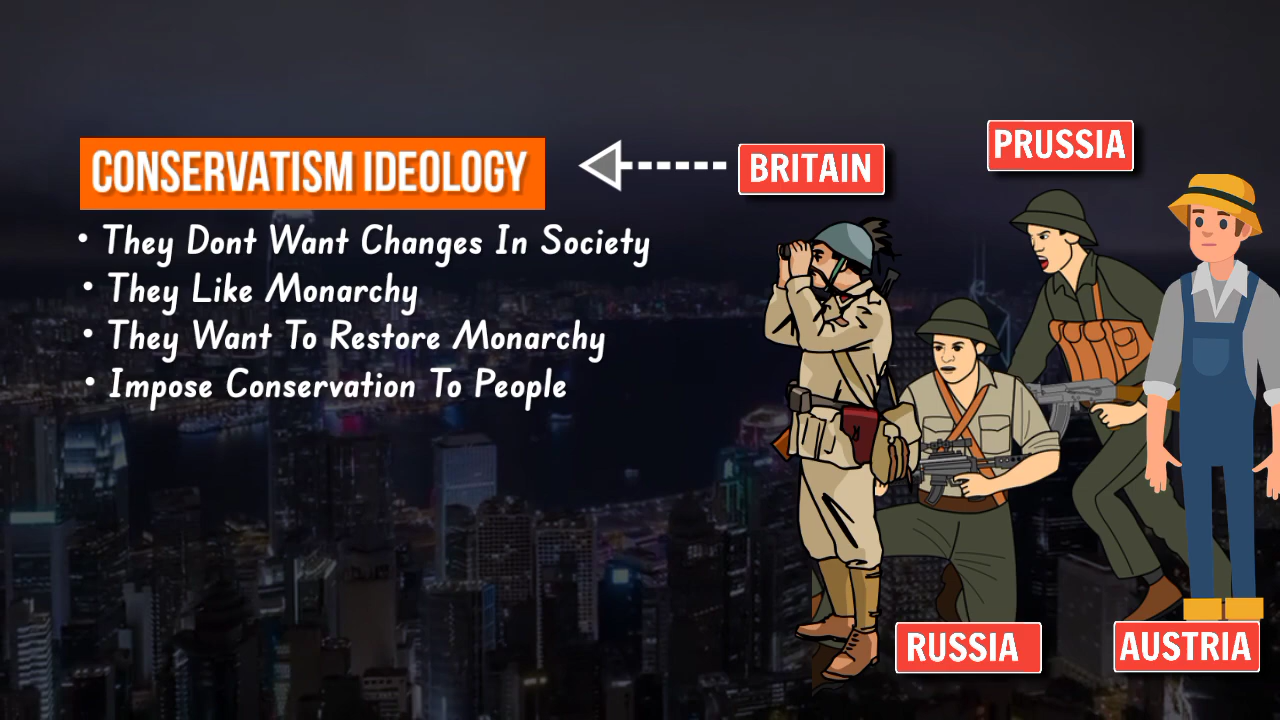 CONSERVATISM IDEOLOGY
• They Dont Want Changes In Society
• They Like Monarchy
• They Want To Restore Monarchy
• Impose Conservation To People
BRITAIN
PRUSSIA
RUSSIA
AUSTRIA